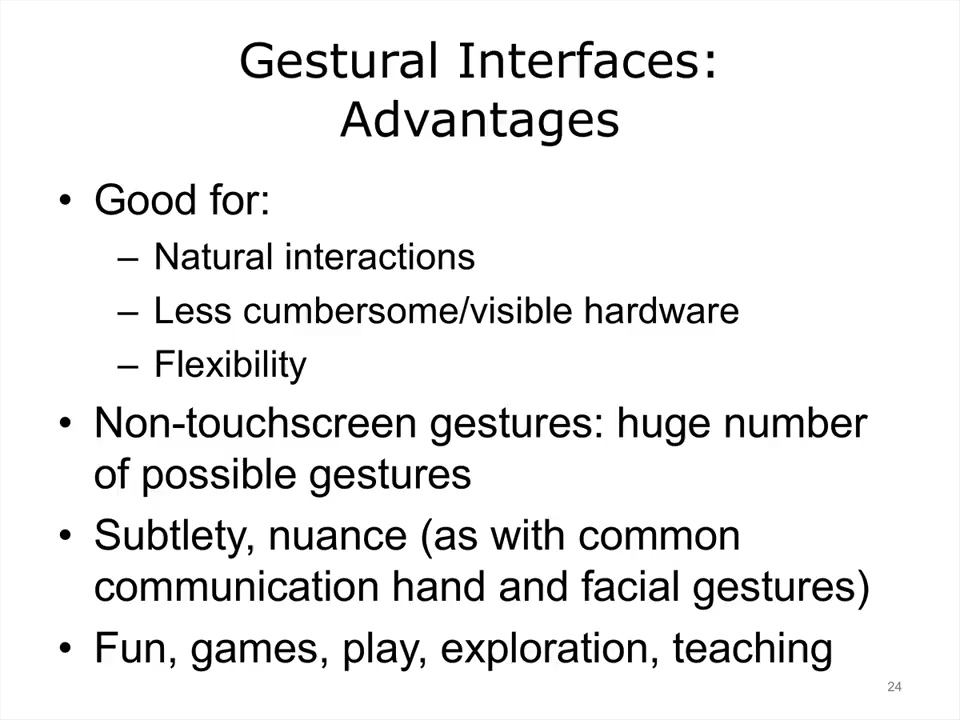 Gestural Interfaces:
Advantages
• Good for:
– Natural interactions
– Less cumbersome/visible hardware
– Flexibility
• Non-touchscreen gestures: huge number
of possible gestures
• Subtlety, nuance (as with common
communication hand and facial gestures)
• Fun, games, play, exploration, teaching
24